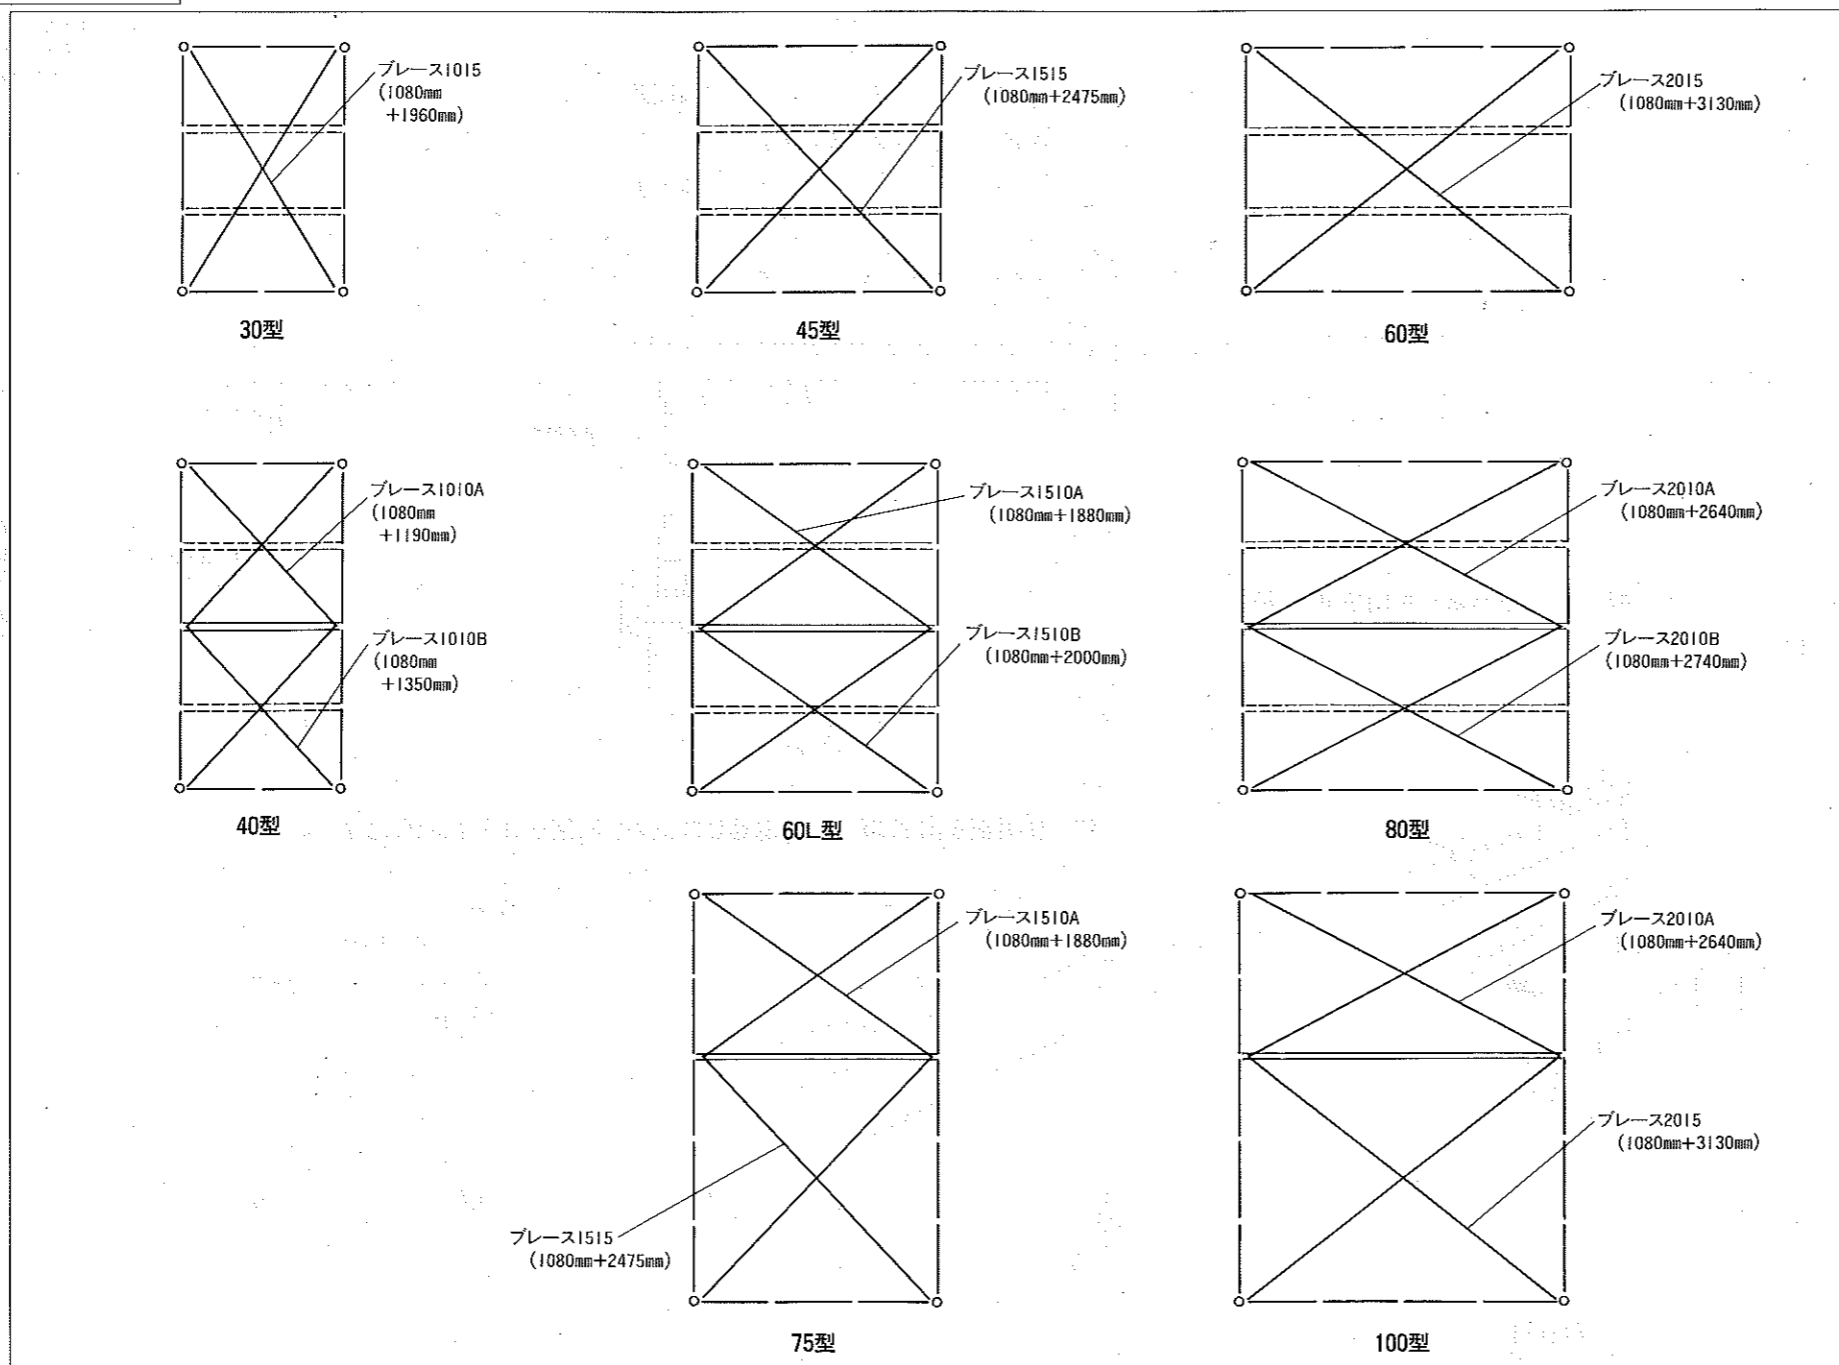 ブレース1015
(1080mm
+1960mm)
30型
ブレース1515
(1080mm+2475mm)
45型
ブレース2015
(1080mm+3130mm)
60型
ブレース1010A
(1080mm
+1190mm)
ブレース1010B
(1080mm
+1350mm)
40型
ブレース1510A
(1080mm+1880mm)
ブレース1510B
(1080mm+2000mm)
60L型
ブレース2010A
(1080mm+2640mm)
ブレース2010B
(1080mm+2740mm)
80型
ブレース1510A
(1080mm+1880mm)
ブレース1515
(1080mm+2475mm)
75型
ブレース2010A
(1080mm+2640mm)
ブレース2015
(1080mm+3130mm)
100型